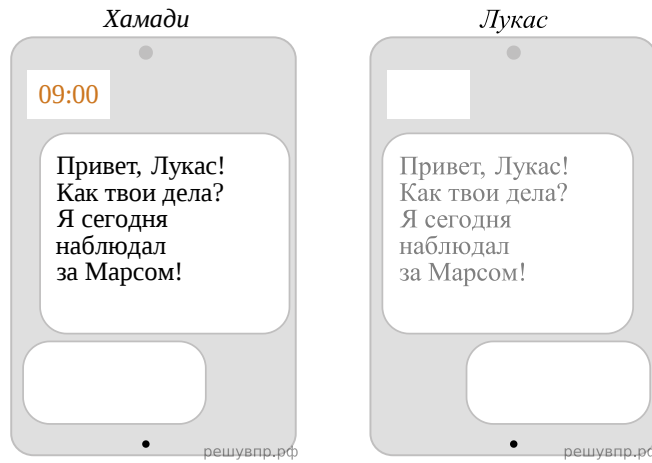 Хамади
Лукас
09:00
Привет, Лукас!
Как твои дела?
Я сегодня
наблюдал
за Марсом!
Привет, Лукас!
Как твои дела?
Я сегодня
наблюдал
за Марсом!
решувпр.рф
решувпр.рф